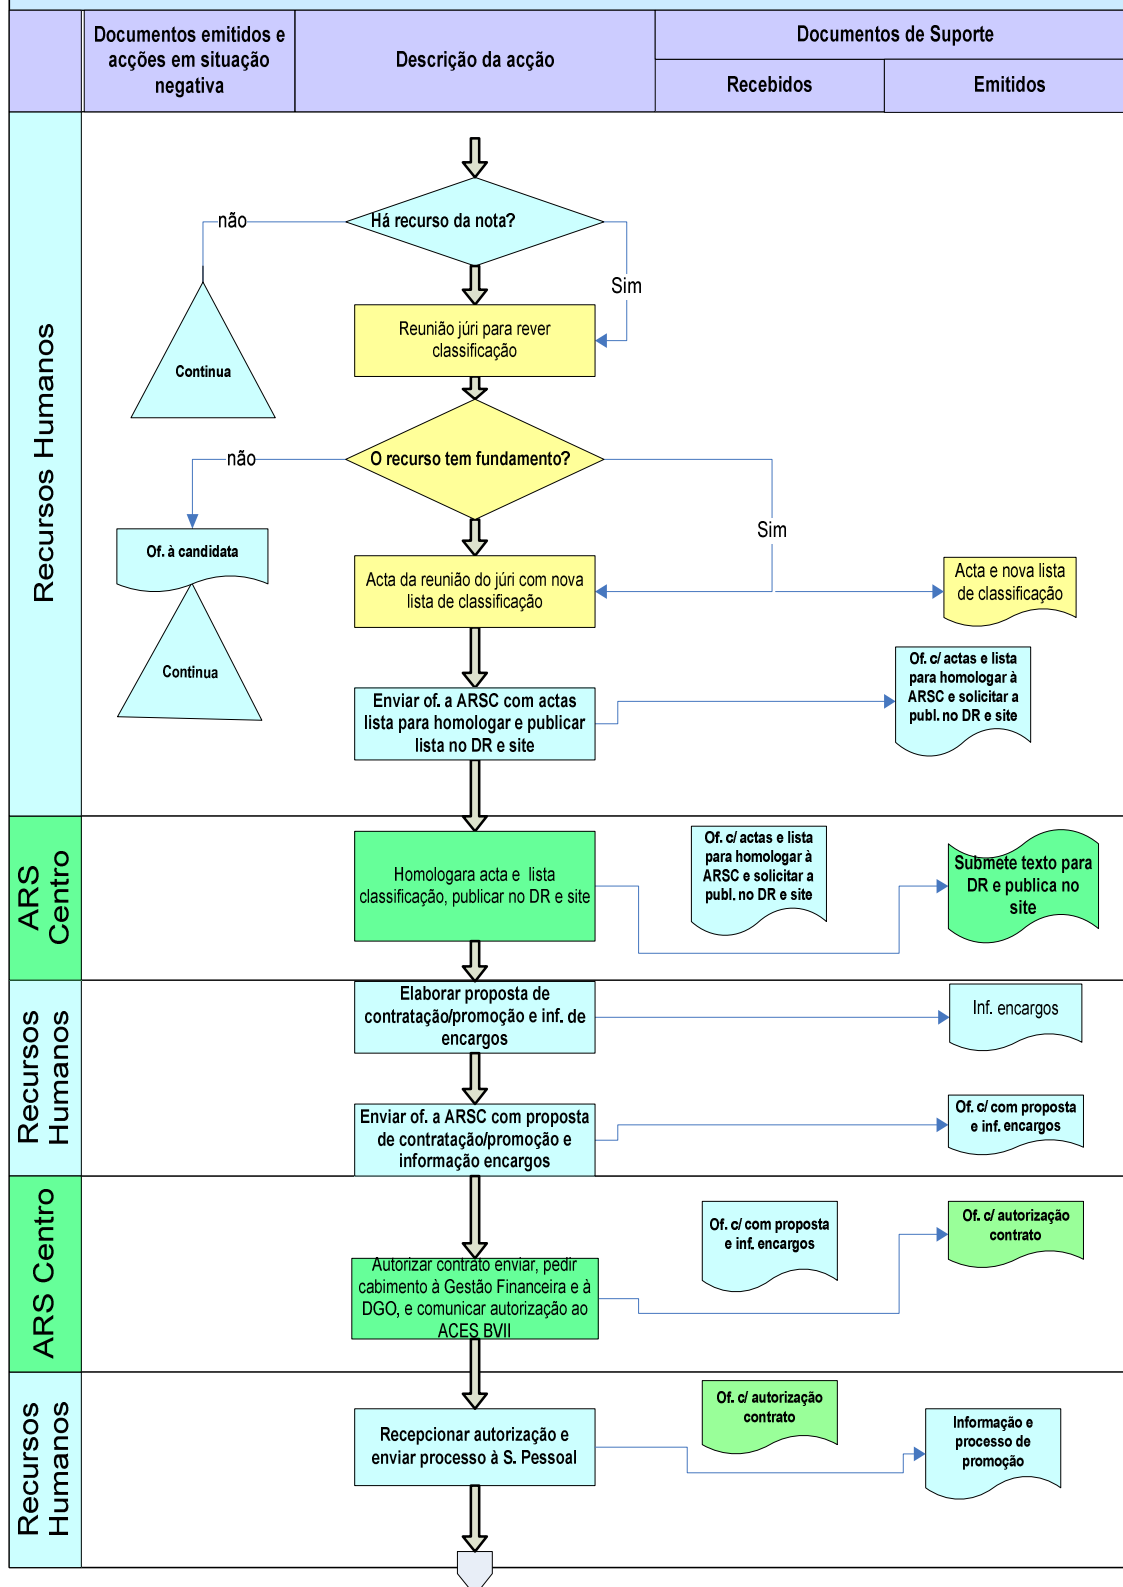 Documentos emitidos e
acções em situação
negativa
Descrição da acção
Documentos de Suporte
Recebidos
Emitidos
Recursos Humanos
Há recurso da nota?
não
Sim
Continua
Reunião júri para rever
classificação
O recurso tem fundamento?
não
Sim
Of. à candidata
Continua
Acta da reunião do júri com nova
lista de classificação
Acta e nova lista
de classificação
Enviar of. a ARSC com actas
lista para homologar e publicar
lista no DR e site
Of. c/ actas e lista
para homologar à
ARSC e solicitar a
publ. no DR e site
ARS
Centro
Homologara acta e lista
classificação, publicar no DR e site
Of. c/ actas e lista
para homologar à
ARSC e solicitar a
publ. no DR e site
Submete texto para
DR e publica no
site
Recursos
Humanos
Elaborar proposta de
contratação/promoção e inf. de
encargos
Inf. encargos
Enviar of. a ARSC com proposta
de contratação/promoção e
informação encargos
Of. c/ com proposta
e inf. encargos
ARS Centro
Autorizar contrato enviar, pedir
cabimento à Gestão Financeira e à
DGO, e comunicar autorização ao
ACES BVII
Of. c/ com proposta
e inf. encargos
Of. c/ autorização
contrato
Recursos
Humanos
Recepcionar autorização e
enviar processo à S. Pessoal
Of. c/ autorização
contrato
Informação e
processo de
promoção